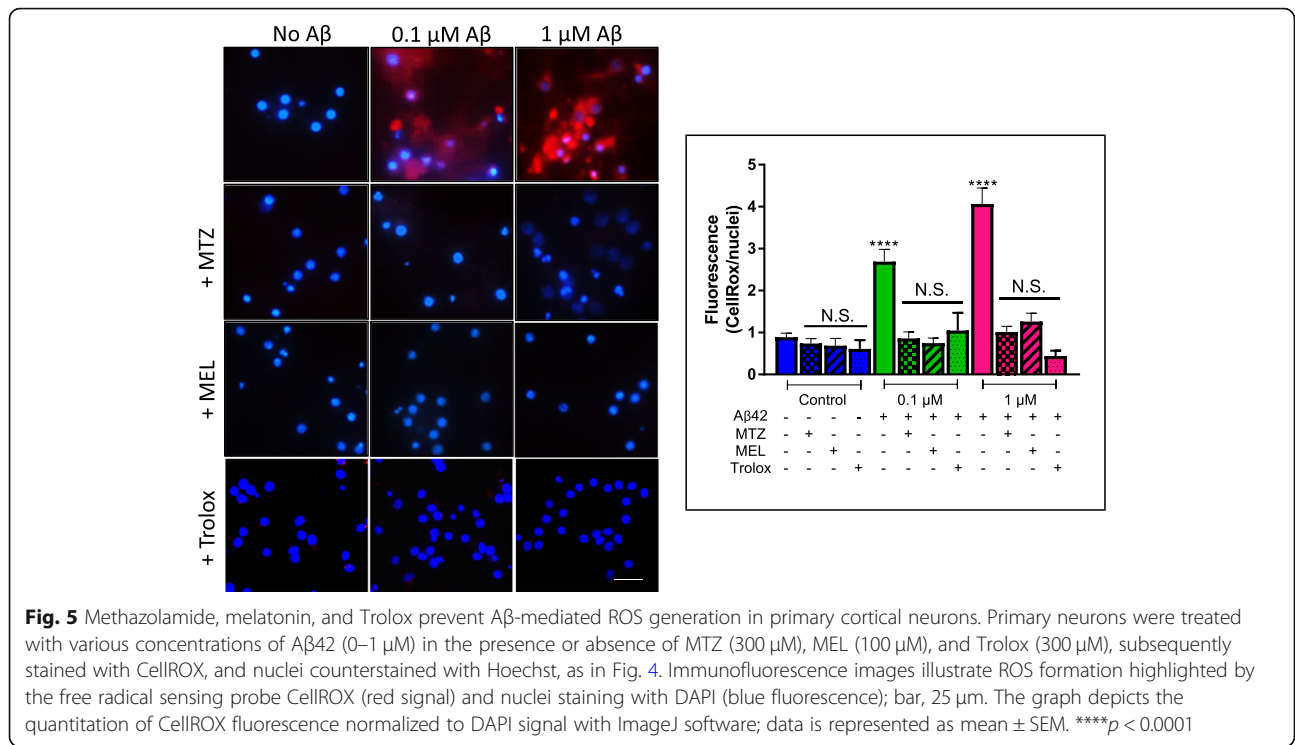 No Aβ 0.1 µM Aβ 1 µM Aβ
+ MTZ
+ MEL
+ Trolox
Fluorescence
(CellRox/nuclei)
5
4
3
2
1
0
****
N.S.
****
N.S.
N.S.
Control 0.1 µM 1 µM
Aβ42 - - - - + + + + + + + +
MTZ - + - - - + - - - + - -
MEL - - + - - - + - - - + -
Trolox - - - + - - - + - - - +
Fig. 5 Methazolamide, melatonin, and Trolox prevent Aβ-mediated ROS generation in primary cortical neurons. Primary neurons were treated
with various concentrations of Aβ42 (0–1 µM) in the presence or absence of MTZ (300 µM), MEL (100 µM), and Trolox (300 µM), subsequently
stained with CellROX, and nuclei counterstained with Hoechst, as in Fig. 4. Immunofluorescence images illustrate ROS formation highlighted by
the free radical sensing probe CellROX (red signal) and nuclei staining with DAPI (blue fluorescence); bar, 25 µm. The graph depicts the
quantitation of CellROX fluorescence normalized to DAPI signal with ImageJ software; data is represented as mean ± SEM. ****p < 0.0001